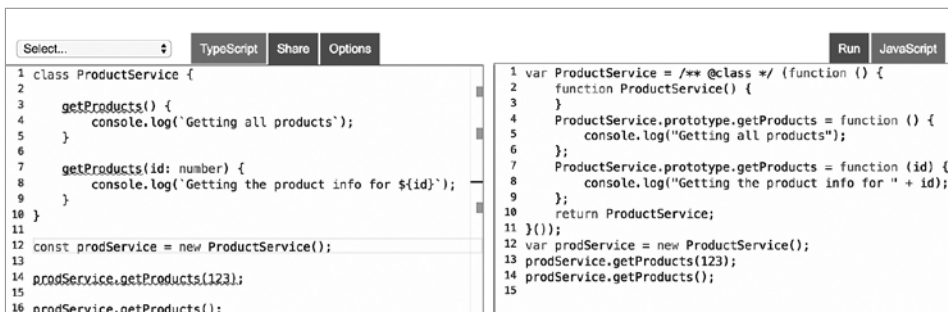 Select... TypeScript Share Options Run JavaScript
1 class ProductService {
2
3 getProducts() {
4 console.log(`Getting all products`);
5 }
6
7 getProducts(id: number) {
8 console.log(`Getting the product info for ${id}`);
9 }
10 }
11
12 const prodService = new ProductService();
13
14 prodService.getProducts(123);
15
16 prodService.getProducts();
1 var ProductService = /** @class */ (function () {
2 function ProductService() {
3 }
4 ProductService.prototype.getProducts = function () {
5 console.log("Getting all products");
6 };
7 ProductService.prototype.getProducts = function (id) {
8 console.log("Getting the product info for " + id);
9 };
10 return ProductService;
11 }());
12 var prodService = new ProductService();
13 prodService.getProducts(123);
14 prodService.getProducts();
15